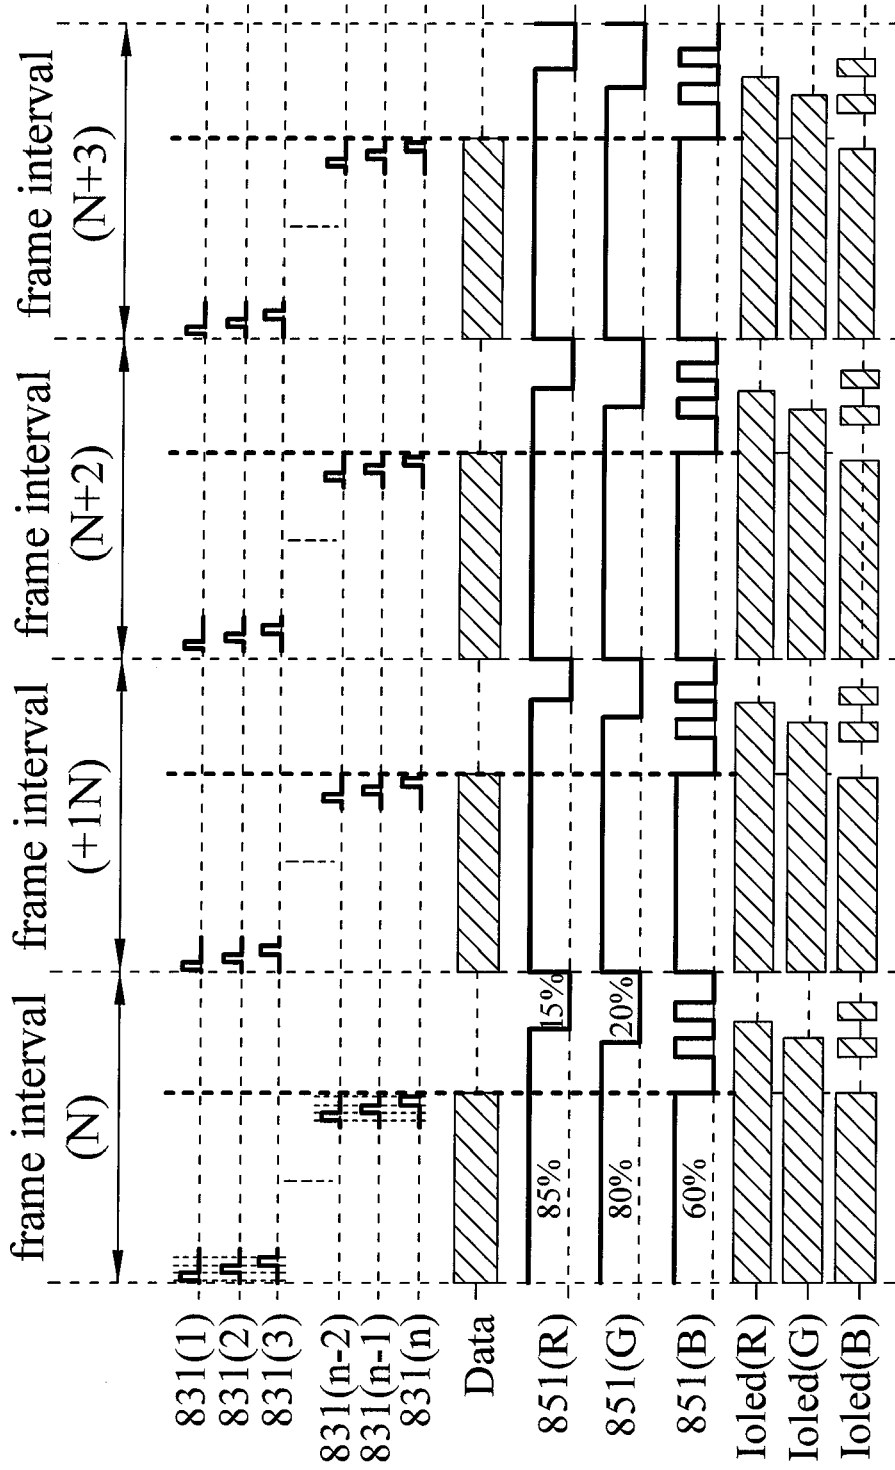 frame interval
(N)
frame interval
(+1N)
frame interval
(N+2)
frame interval
(N+3)
831(1)
831(2)
831(3)
831(n-2)
831(n-1)
831(n)
Data
851(R)
85%
15%
851(G)
80%
20%
851(B)
60%
Ioled(R)
Ioled(G)
Ioled(B)